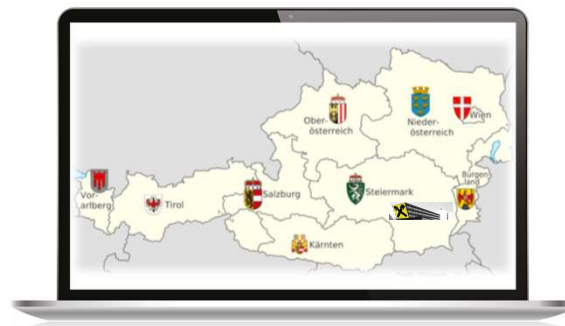 Ober-
österreich
Nieder-
österreich
Wien
Vor-
arlberg
Tirol
Salzburg
Steiermark
Burgen
land
Kärnten